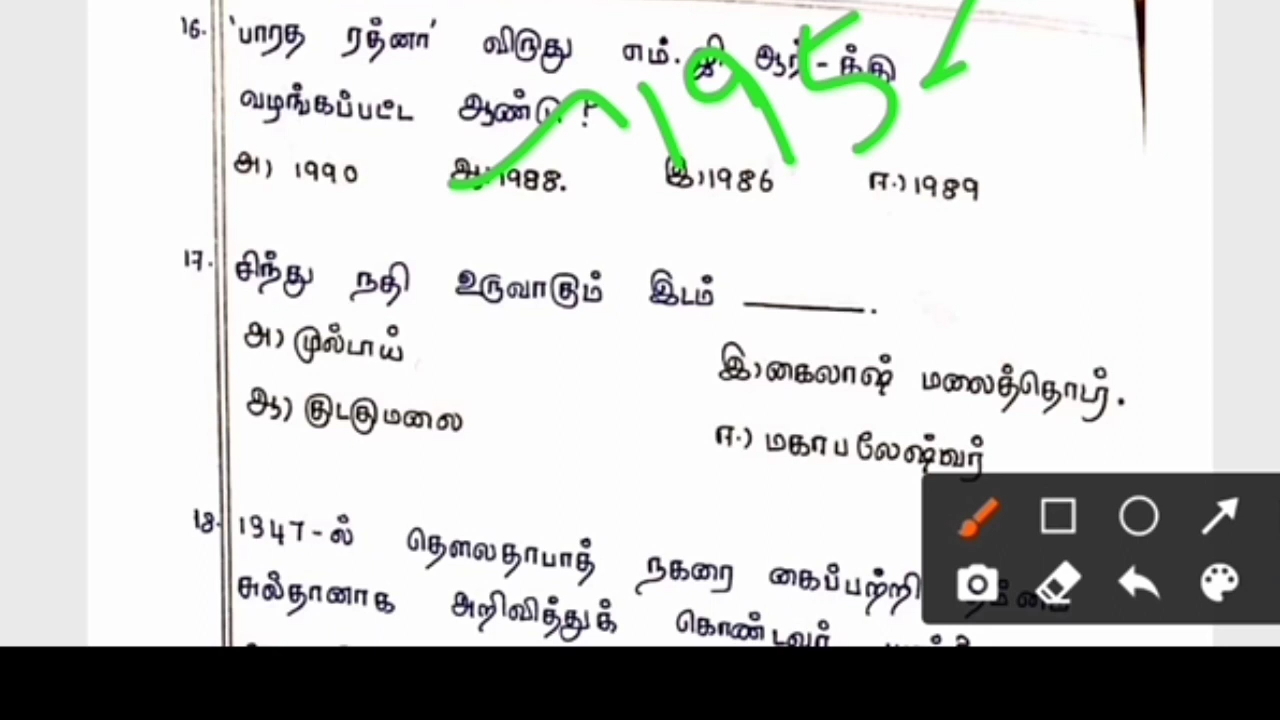 16. 'பாரத ரத்னா' விருது எம். ஜி ஆர் - க்கு
1951
வழங்கப்பட்ட ஆண்டு?
அ) 1990 ஆ) 1988. இ) 1986 ஈ.) 1989
17. சிந்து நதி உருவாகும் இடம் ________.
அ) முல்டாய் இ) கைலாஷ் மலைத்தொடர்.
ஆ) குடகுமலை ஈ.) மகாபலேஷ்வர்
18. 1347-ல் தௌலதாபாத் நகரை கைப்பற்றி
சுல்தானாக அறிவித்துக் கொண்டவர்